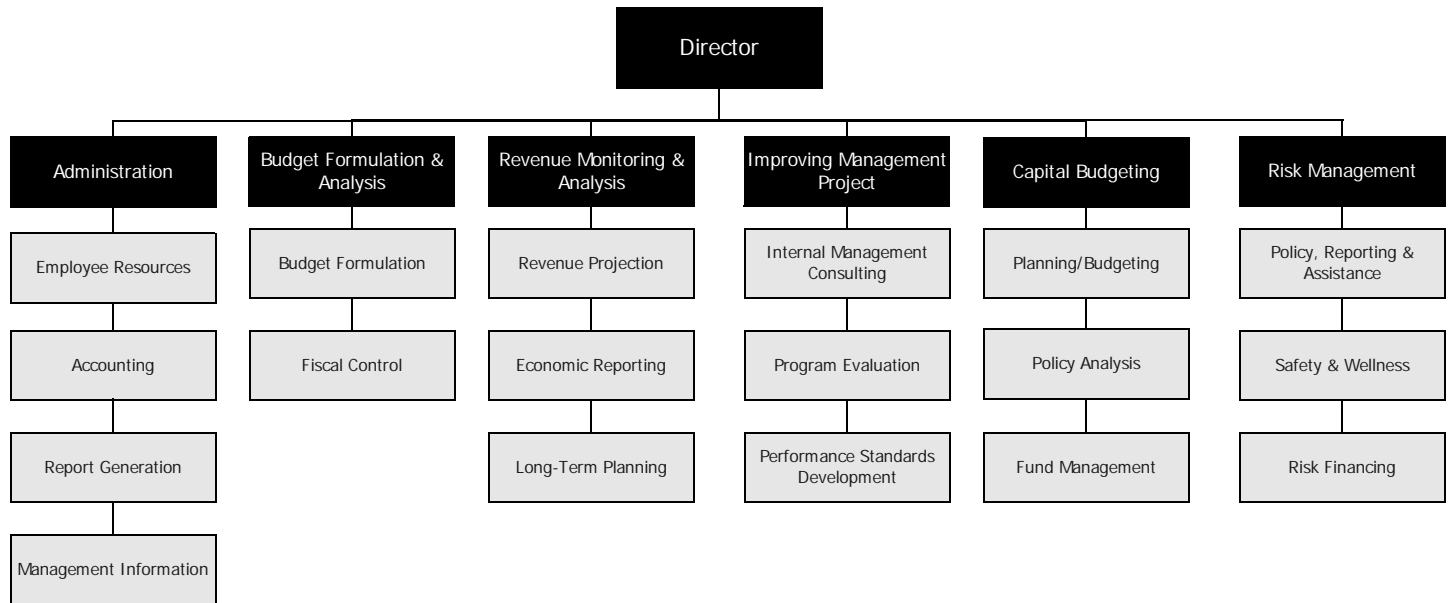 Director
Administration
Budget Formulation &
Analysis
Revenue Monitoring &
Analysis
Improving Management
Project
Capital Budgeting
Risk Management
Employee Resources
Budget Formulation
Revenue Projection
Internal Management
Consulting
Planning/Budgeting
Policy, Reporting &
Assistance
Accounting
Fiscal Control
Economic Reporting
Program Evaluation
Policy Analysis
Safety & Wellness
Report Generation
Long-Term Planning
Performance Standards
Development
Fund Management
Risk Financing
Management Information